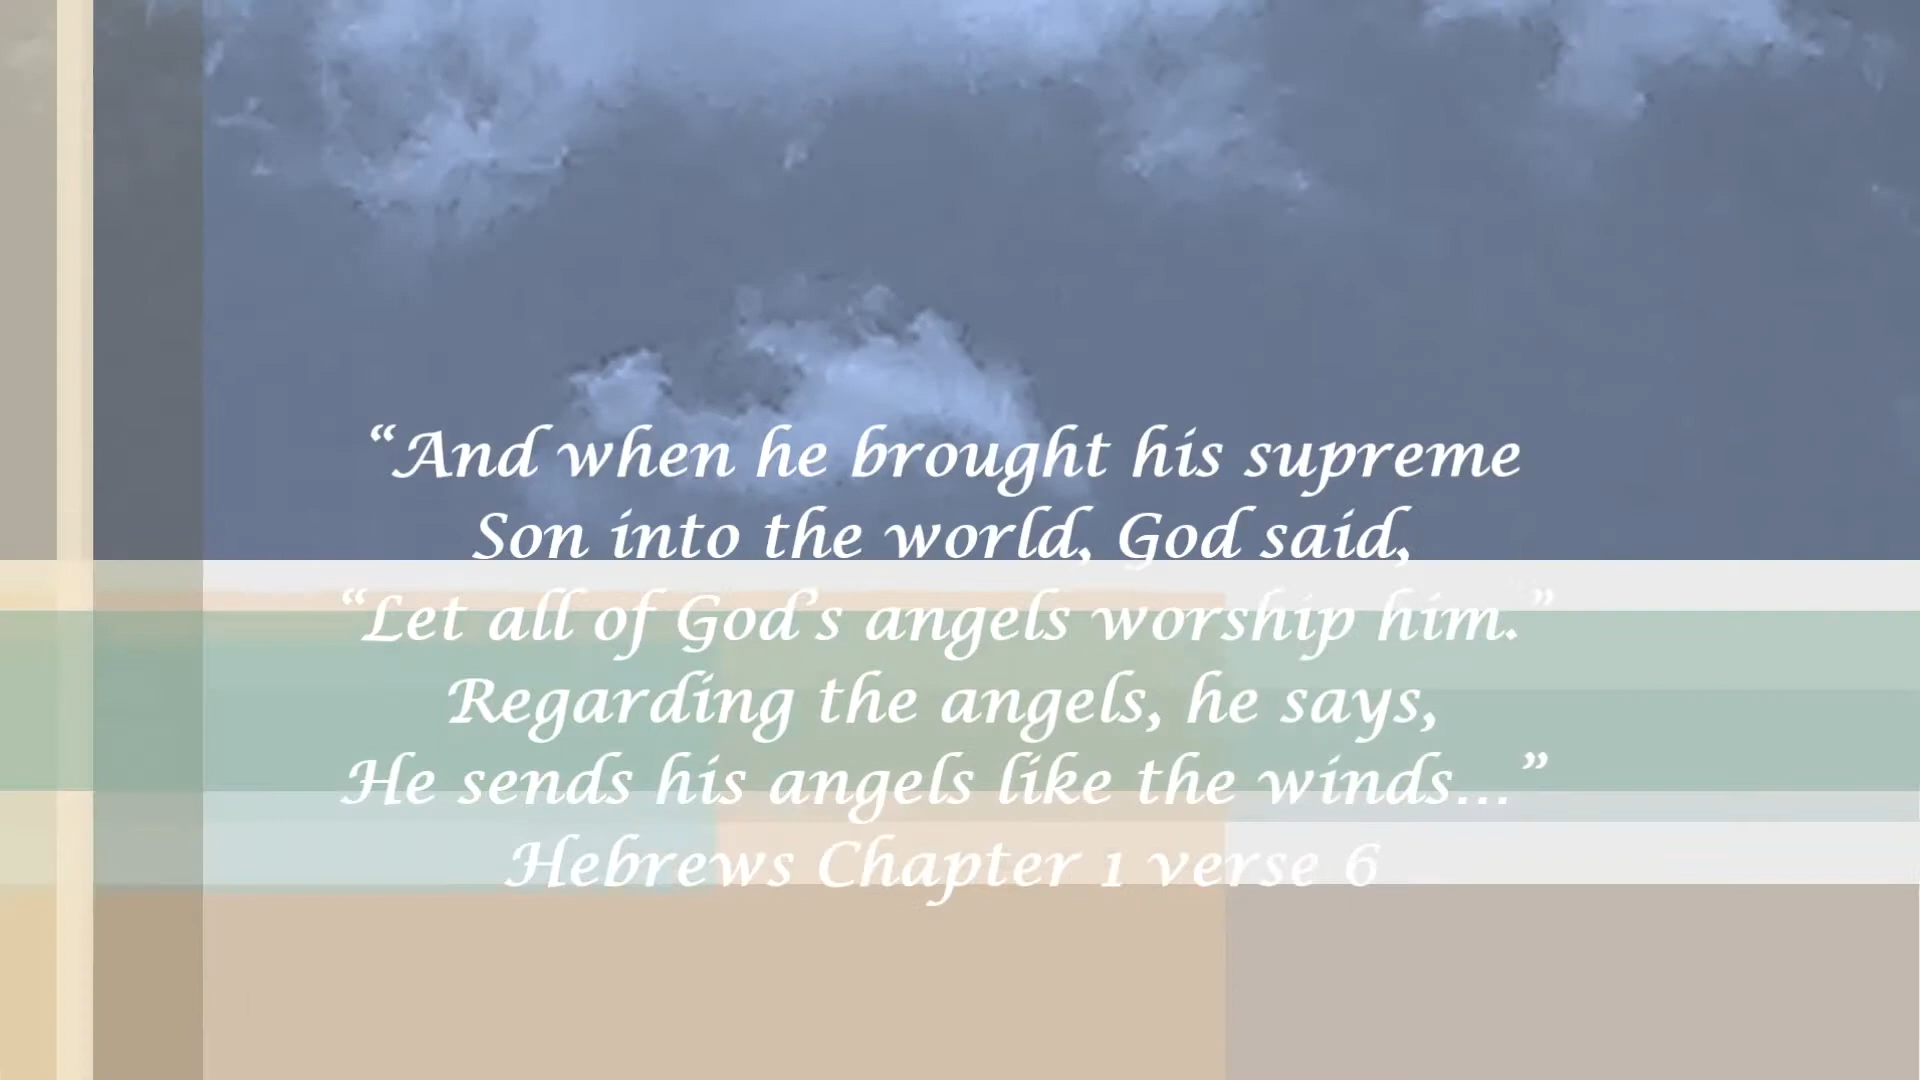 “And when he brought his supreme
Son into the world, God said,
“Let all of God’s angels worship him.”
Regarding the angels, he says,
He sends his angels like the winds...”
Hebrews Chapter 1 verse 6